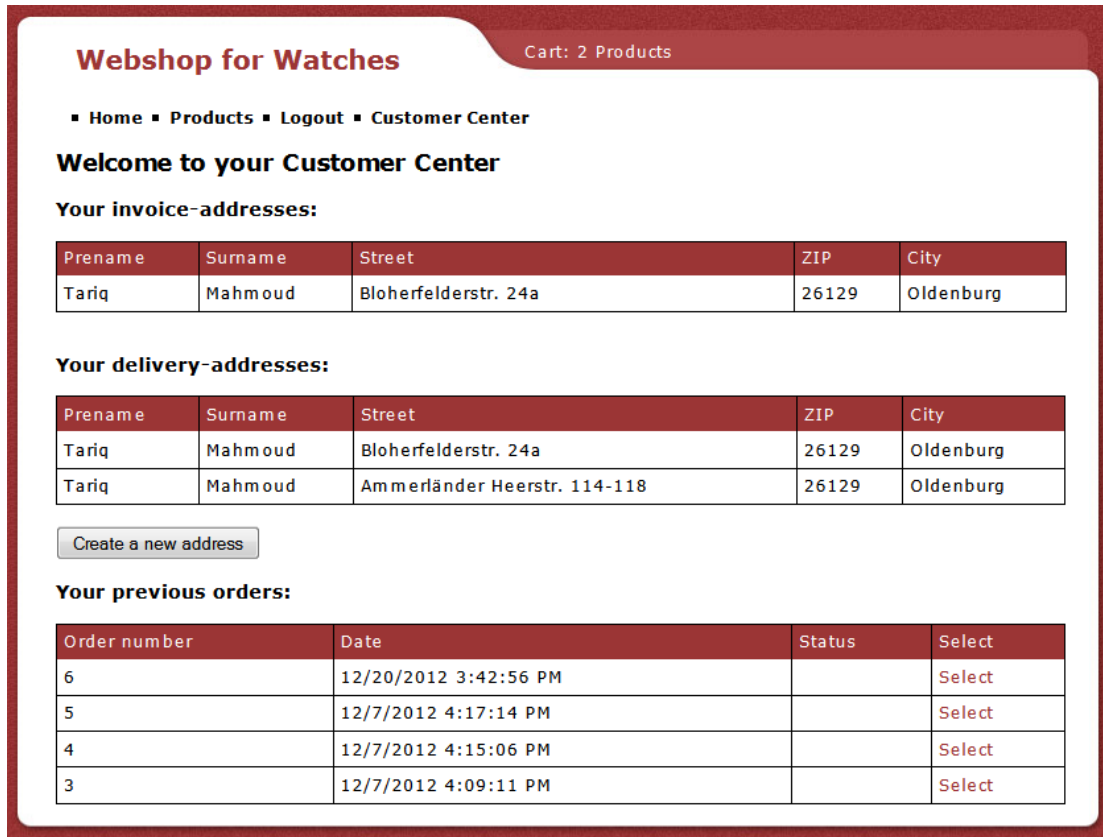 Webshop for Watches
Cart: 2 Products
▪ Home ▪ Products ▪ Logout ▪ Customer Center
Welcome to your Customer Center
Your invoice-addresses:
Prename Surname Street ZIP City
Tariq Mahmoud Bloherfelderstr. 24a 26129 Oldenburg
Your delivery-addresses:
Prename Surname Street ZIP City
Tariq Mahmoud Bloherfelderstr. 24a 26129 Oldenburg
Tariq Mahmoud Ammerländer Heerstr. 114-118 26129 Oldenburg
Create a new address
Your previous orders:
Order number Date Status Select
6 12/20/2012 3:42:56 PM Select
5 12/7/2012 4:17:14 PM Select
4 12/7/2012 4:15:06 PM Select
3 12/7/2012 4:09:11 PM Select